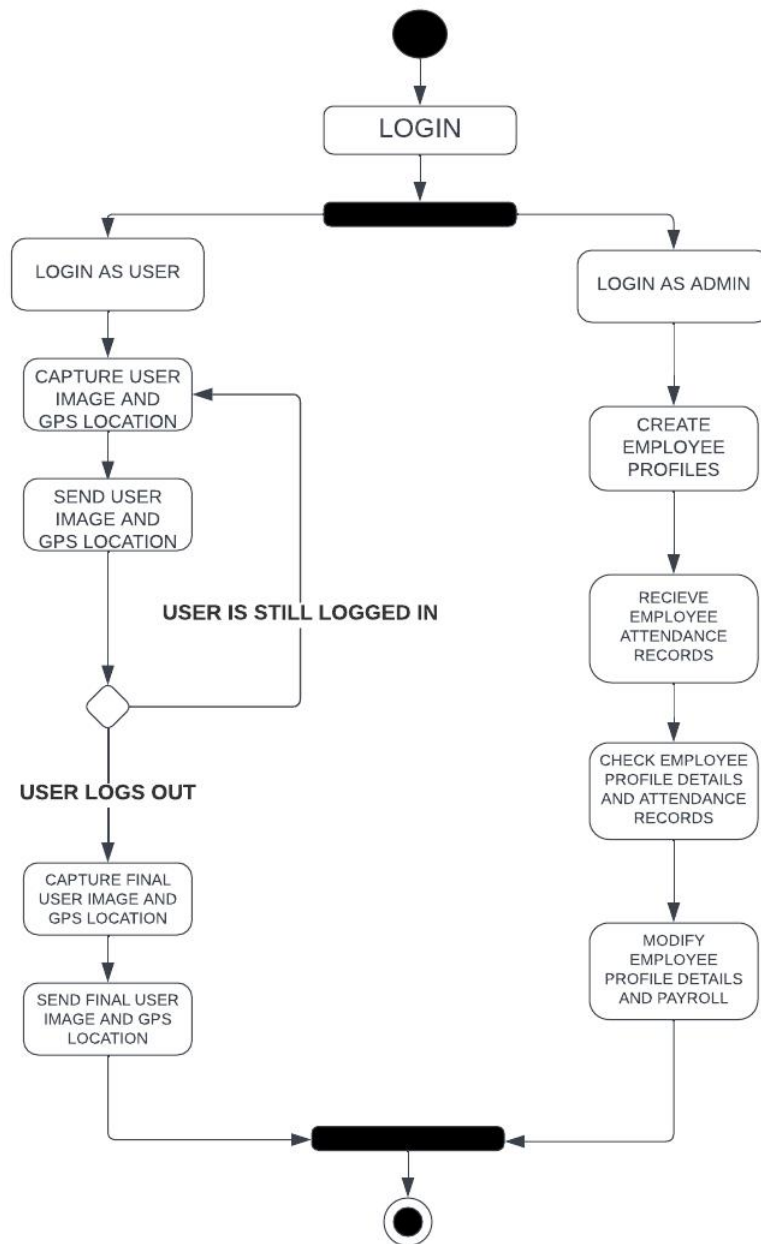 LOGIN
LOGIN AS USER
CAPTURE USER
IMAGE AND
GPS LOCATION
SEND USER
IMAGE AND
GPS LOCATION
USER IS STILL LOGGED IN
USER LOGS OUT
CAPTURE FINAL
USER IMAGE AND
GPS LOCATION
SEND FINAL USER
IMAGE AND GPS
LOCATION
LOGIN AS ADMIN
CREATE
EMPLOYEE
PROFILES
RECIEVE
EMPLOYEE
ATTENDANCE
RECORDS
CHECK EMPLOYEE
PROFILE DETAILS
AND ATTENDANCE
RECORDS
MODIFY
EMPLOYEE
PROFILE DETAILS
AND PAYROLL